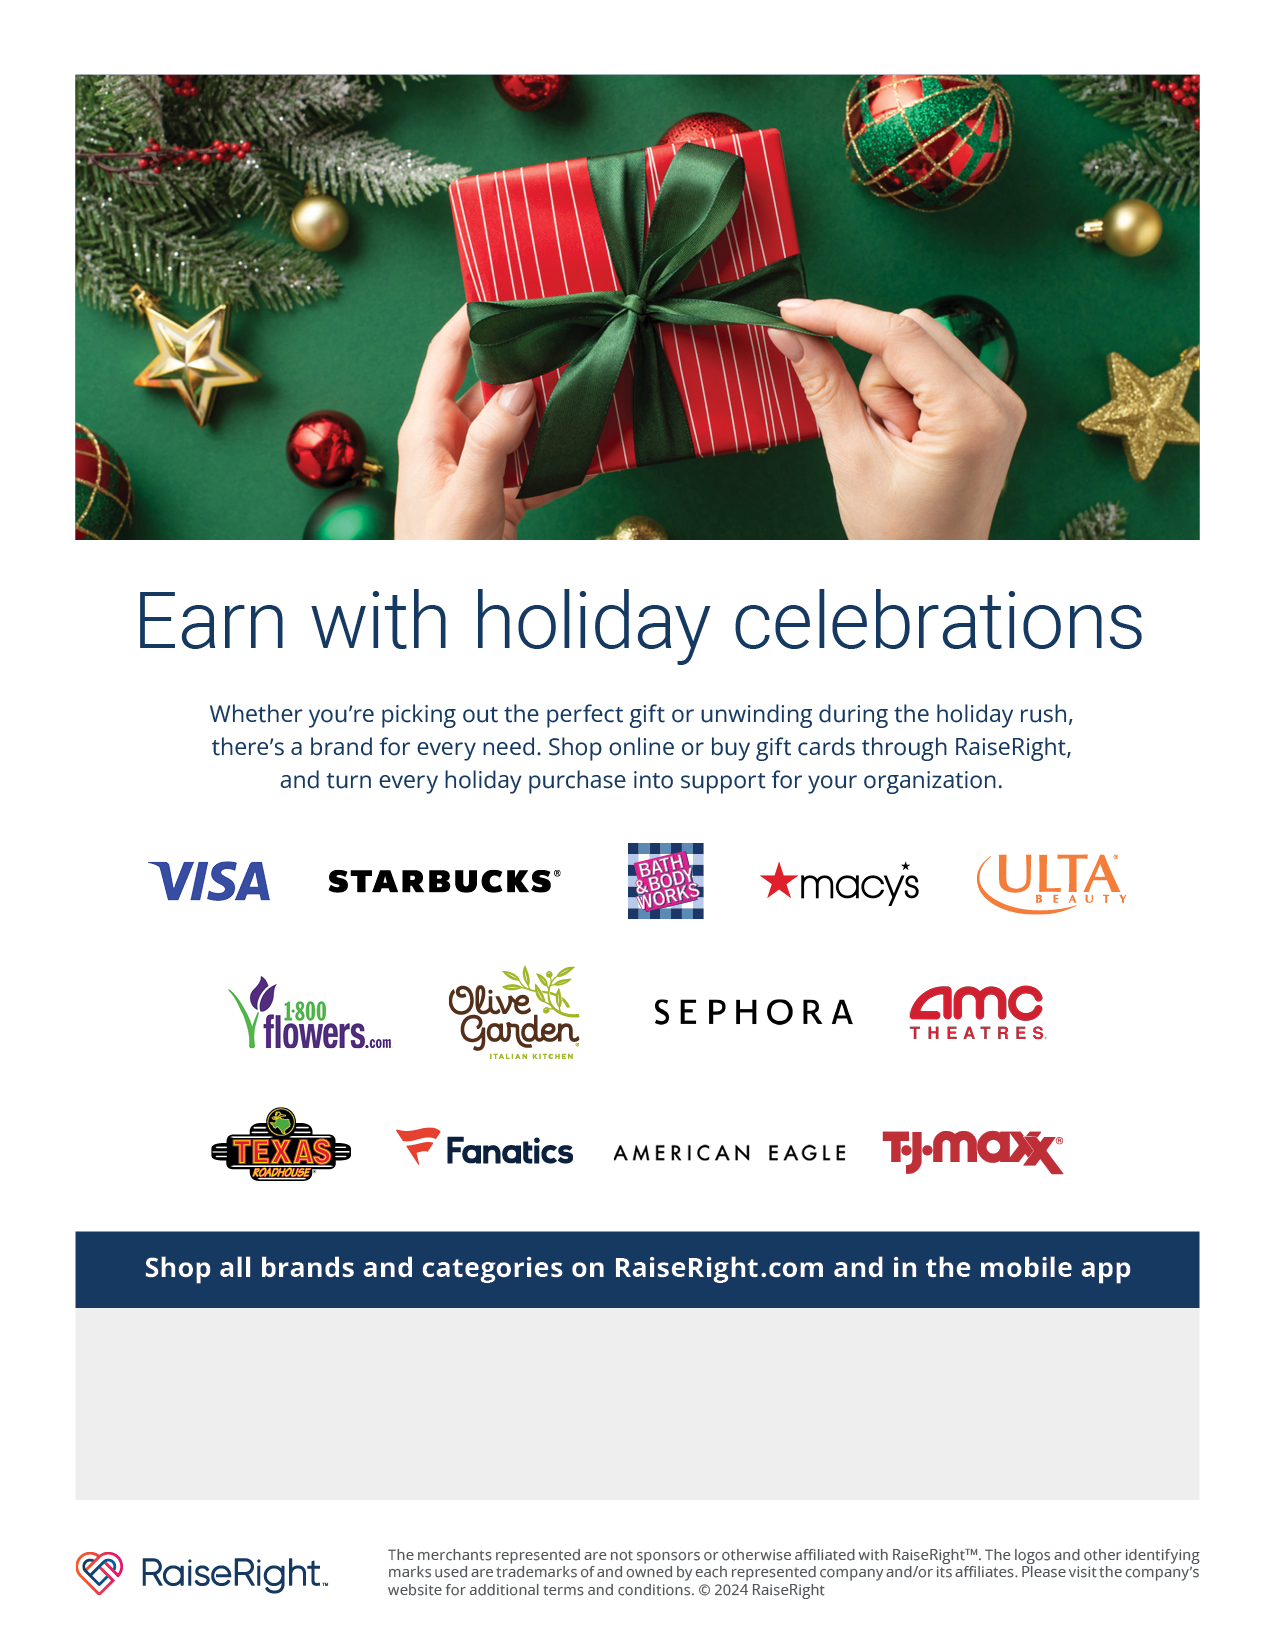 Earn with holiday celebrations
Whether you’re picking out the perfect gift or unwinding during the holiday rush,
there’s a brand for every need. Shop online or buy gift cards through RaiseRight,
and turn every holiday purchase into support for your organization.
VISA
STARBUCKS®
BATH
& BODY
WORKS
macy's
ULTA®
BEAUTY
1·800
flowers.com
Olive
Garden
ITALIAN KITCHEN
SEPHORA
amc
THEATRES
TEXAS
ROADHOUSE
Fanatics
AMERICAN EAGLE
T·J·maxx®
Shop all brands and categories on RaiseRight.com and in the mobile app
RaiseRight™
The merchants represented are not sponsors or otherwise affiliated with RaiseRight™. The logos and other identifying
marks used are trademarks of and owned by each represented company and/or its affiliates. Please visit the company’s
website for additional terms and conditions. © 2024 RaiseRight